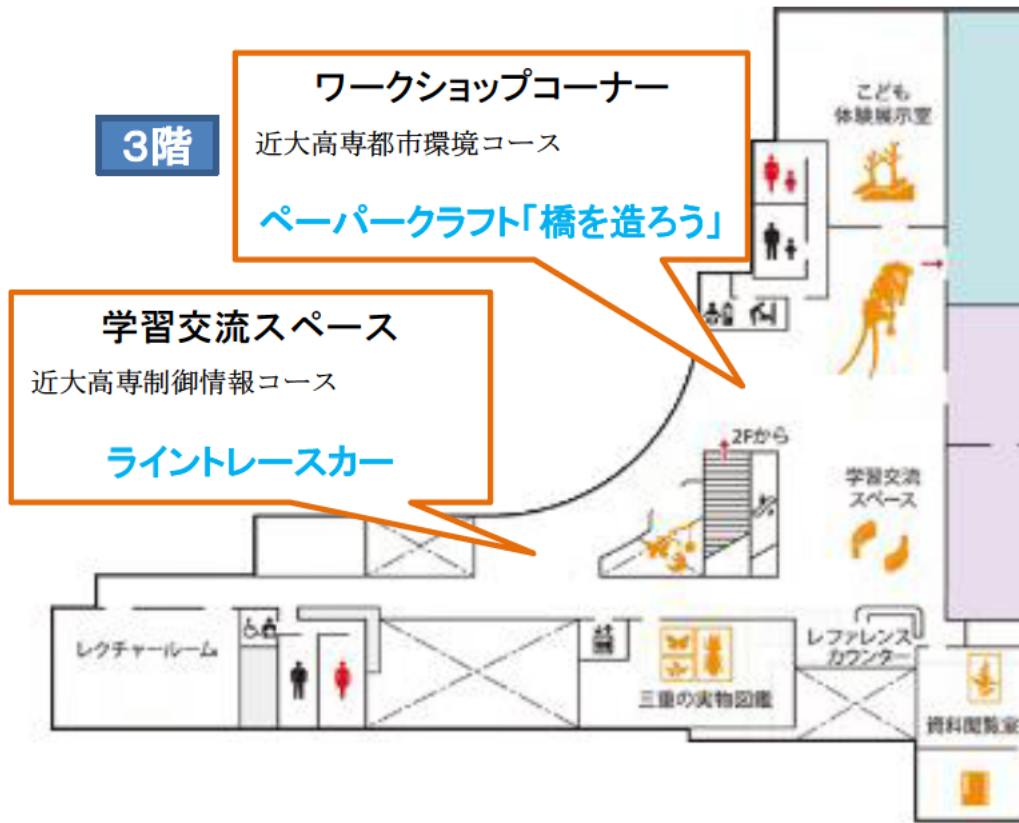 3階
ワークショップコーナー
近大高専都市環境コース
ペーパークラフト「橋を造ろう」
学習交流スペース
近大高専制御情報コース
ライントレースカー
こども
体験展示室
2Fから
学習交流
スペース
レクチャールーム
三重の実物図鑑
レファレンス
カウンター
資料閲覧室